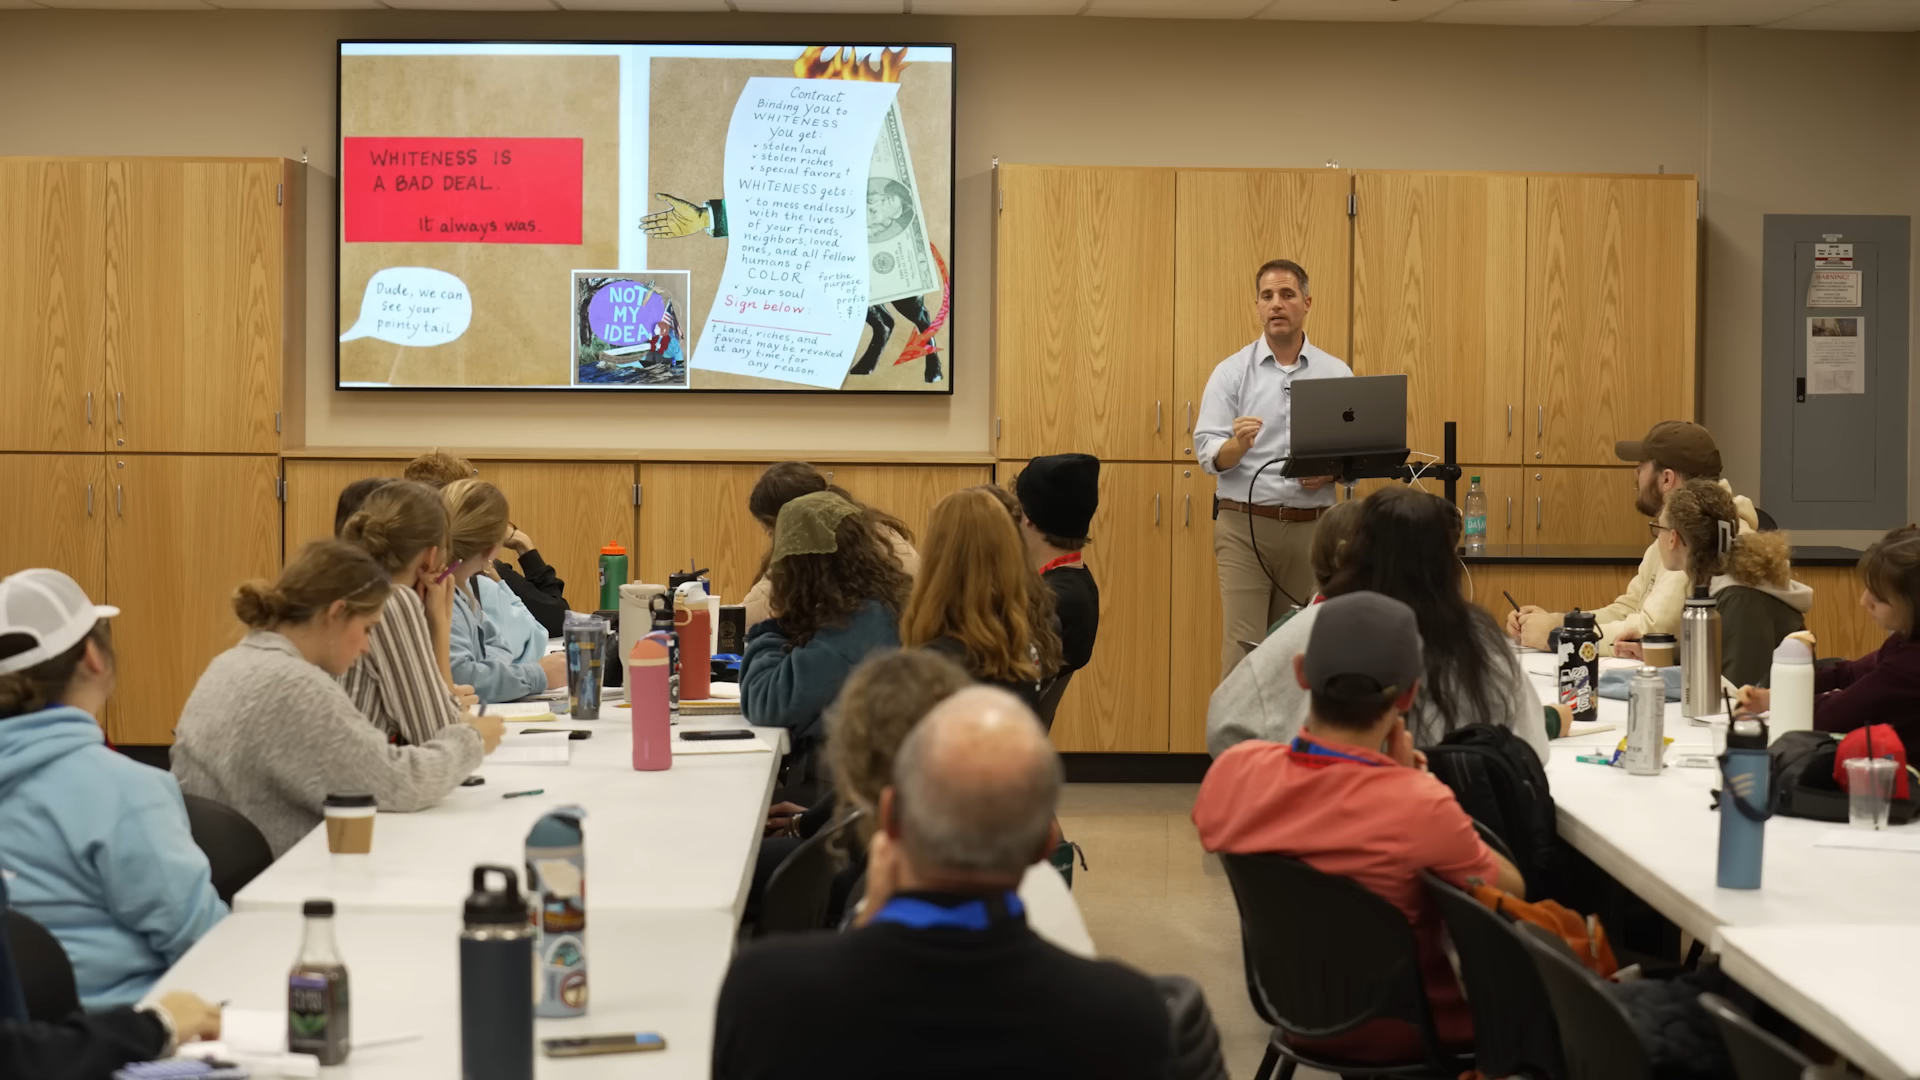 WHITENESS IS
A BAD DEAL.
It always was.
Dude, we can
see your
pointy tail
NOT
MY
IDEA
Contract
Binding You to
WHITENESS
You get:
✓ stolen land
✓ stolen riches
✓ special favors †
WHITENESS gets:
✓ to mess endlessly
with the lives
of your friends,
neighbors, loved
ones, and all fellow
humans of
COLOR
for the
purpose
of
profit
$
✓ your soul
Sign below:
† Land, riches, and
favors may be revoked
at any time, for
any reason.
WARNING!
DASANI